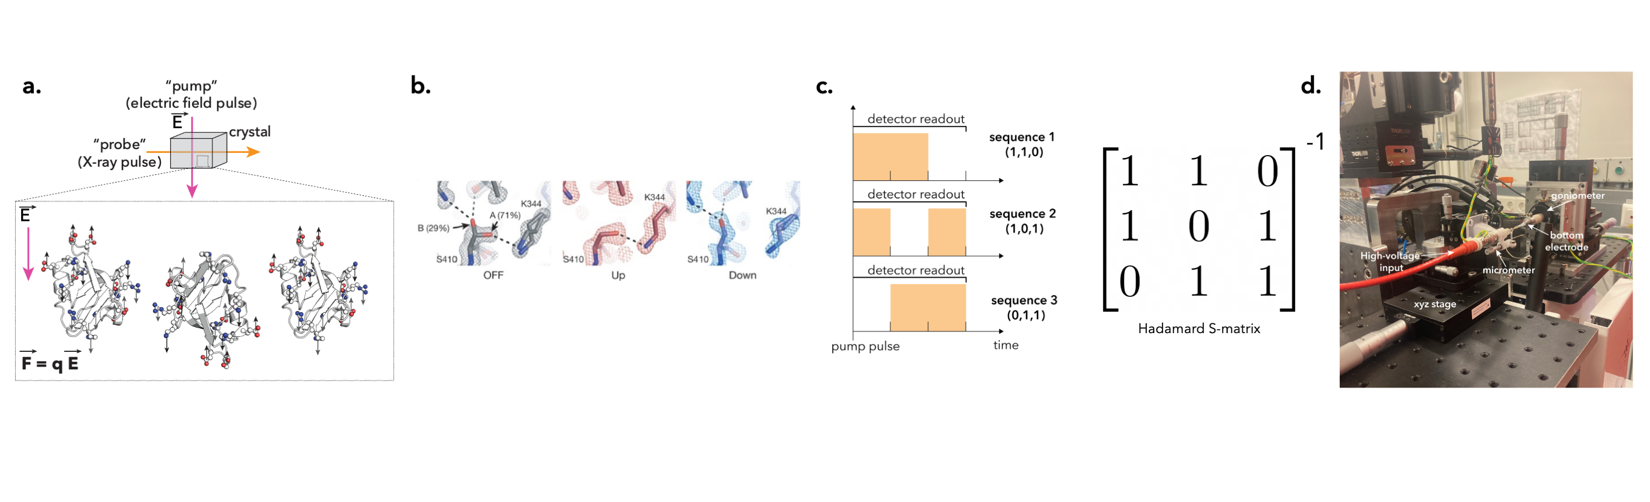 a.
"pump"
(electric field pulse)
E
crystal
"probe"
(X-ray pulse)
E
F = q E
b.
K344
A (71%)
B (29%)
S410
OFF
K344
S410
Up
K344
S410
Down
c.
detector readout
sequence 1
(1,1,0)
detector readout
sequence 2
(1,0,1)
detector readout
sequence 3
(0,1,1)
pump pulse
time
1 1 0
1 0 1
0 1 1
-1
Hadamard S-matrix
d.
goniometer
bottom
electrode
High-voltage
input
micrometer
xyz stage